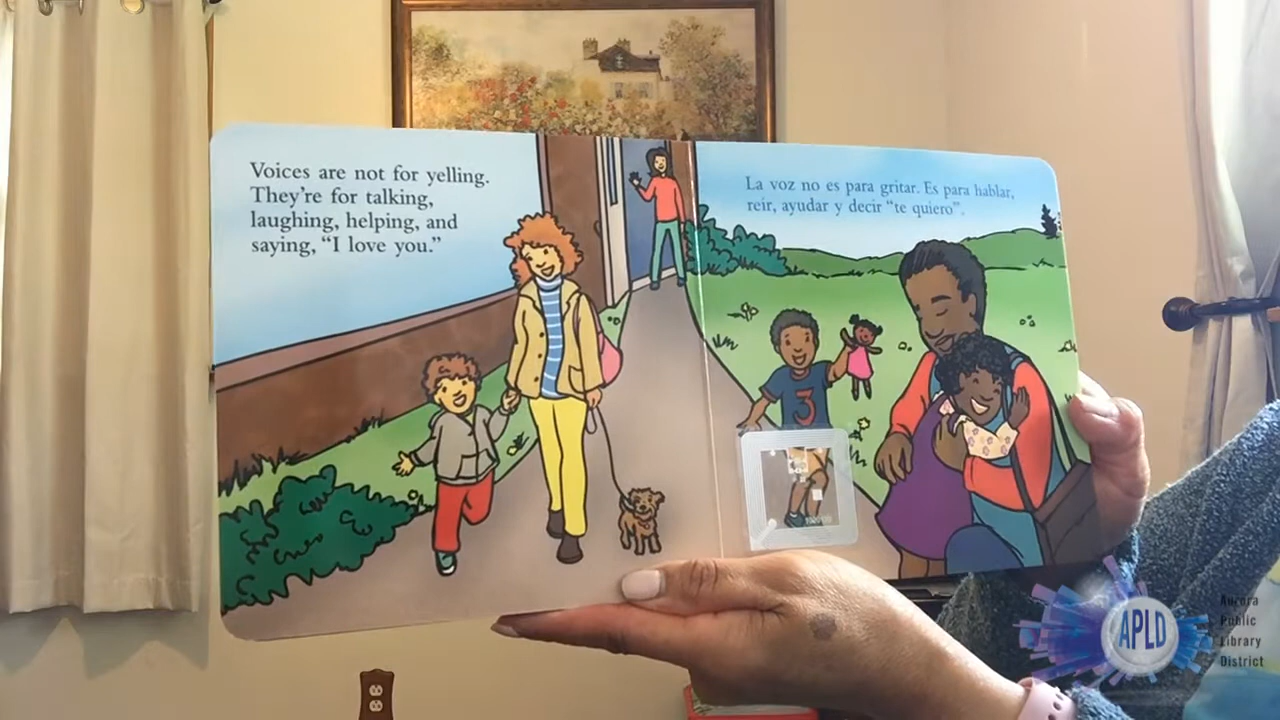 Voices are not for yelling.
They're for talking,
laughing, helping, and
saying, “I love you.”
La voz no es para gritar. Es para hablar,
reír, ayudar y decir “te quiero”.
3
APLD
Aurora
Public
Library
District